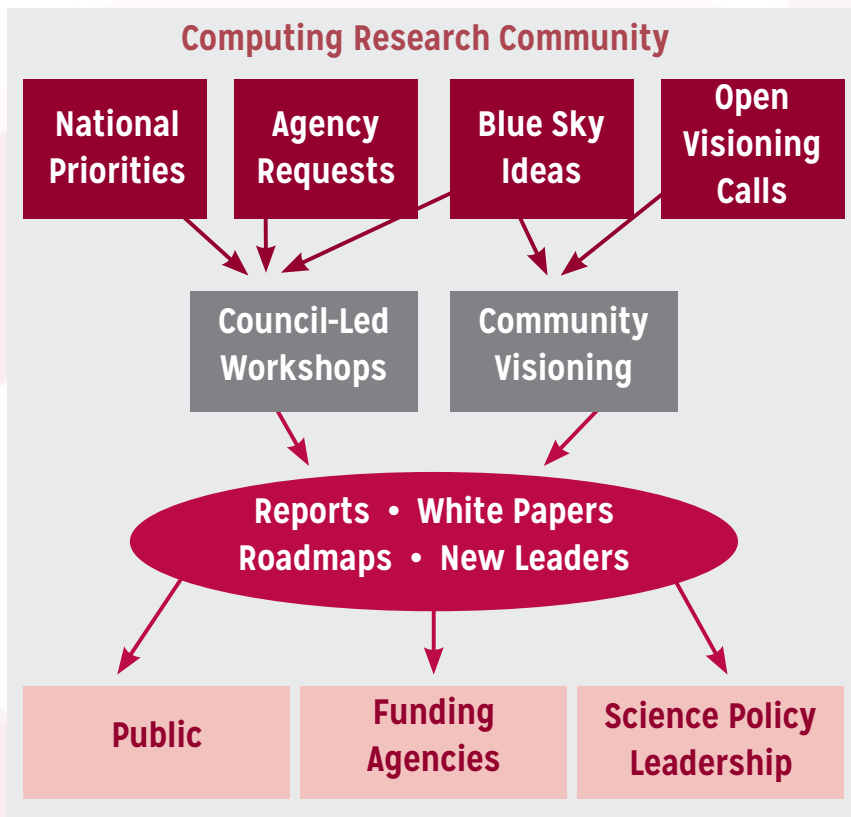 Computing Research Community
National
Priorities
Agency
Requests
Blue Sky
Ideas
Open
Visioning
Calls
Council-Led
Workshops
Community
Visioning
Reports • White Papers
Roadmaps • New Leaders
Public
Funding
Agencies
Science Policy
Leadership